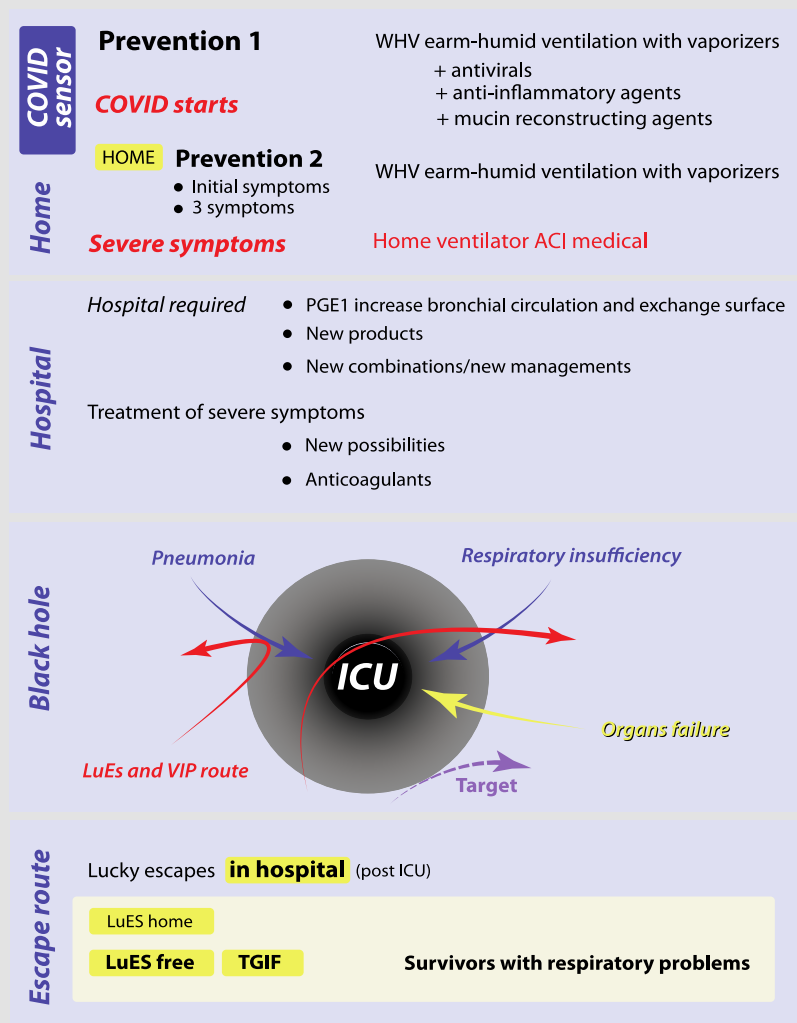 COVID
sensor
Prevention 1
WHV earm-humid ventilation with vaporizers
+ antivirals
+ anti-inflammatory agents
+ mucin reconstructing agents
COVID starts
HOME
Prevention 2
● Initial symptoms
● 3 symptoms
WHV earm-humid ventilation with vaporizers
Home
Severe symptoms
Home ventilator ACI medical
Hospital
Hospital required
● PGE1 increase bronchial circulation and exchange surface
● New products
● New combinations/new managements
Treatment of severe symptoms
● New possibilities
● Anticoagulants
Black hole
Pneumonia
Respiratory insufficiency
ICU
Organs failure
LuEs and VIP route
Target
Escape route
Lucky escapes in hospital (post ICU)
LuES home
LuES free TGIF
Survivors with respiratory problems